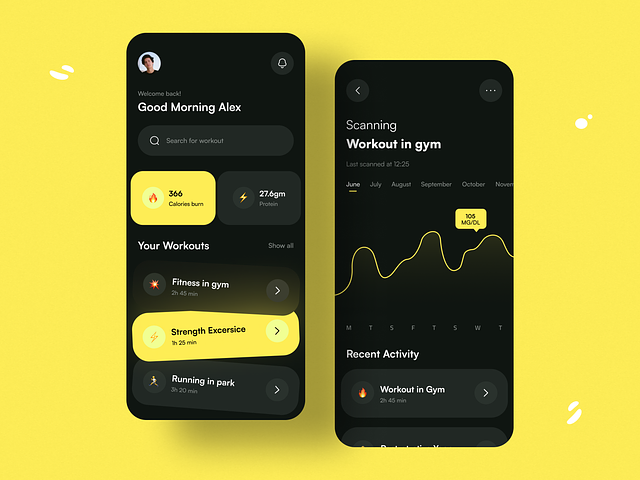 Welcome back!
Good Morning Alex
Search for workout
366
Calories burn
27.6gm
Protein
Your Workouts
Show all
Fitness in gym
2h 45 min
Strength Excersice
1h 25 min
Running in park
3h 20 min
Scanning
Workout in gym
Last scanned at 12:25
June July August September October Novem
105
MG/DL
M T S F S W T
Recent Activity
Workout in Gym
2h 45 min